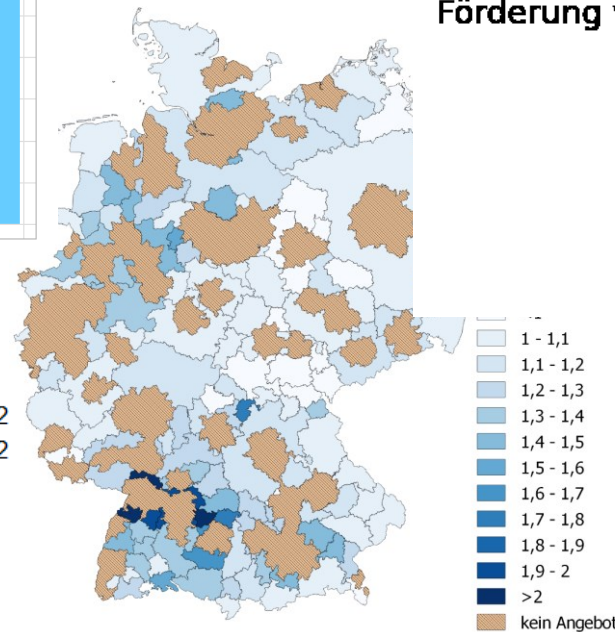 Förderung
2
2
1 - 1,1
1,1 - 1,2
1,2 - 1,3
1,3 - 1,4
1,4 - 1,5
1,5 - 1,6
1,6 - 1,7
1,7 - 1,8
1,8 - 1,9
1,9 - 2
>2
kein Angebot